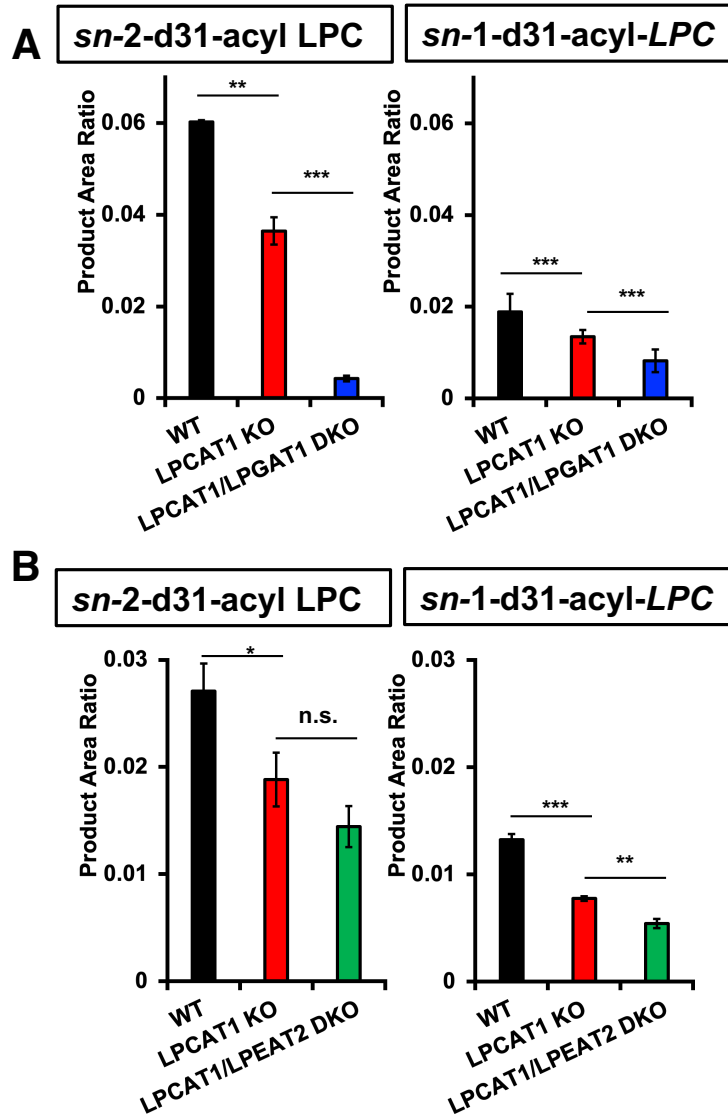 A
sn-2-d31-acyl LPC
sn-1-d31-acyl-LPC
Product Area Ratio
0.06
0.04
0.02
0
**
***
WT
LPCAT1 KO
LPCAT1/LPGAT1 DKO
Product Area Ratio
0.06
0.04
0.02
0
***
***
WT
LPCAT1 KO
LPCAT1/LPGAT1 DKO
B
sn-2-d31-acyl LPC
sn-1-d31-acyl-LPC
Product Area Ratio
0.03
0.02
0.01
0
*
n.s.
WT
LPCAT1 KO
LPCAT1/LPEAT2 DKO
Product Area Ratio
0.03
0.02
0.01
0
***
**
WT
LPCAT1 KO
LPCAT1/LPEAT2 DKO